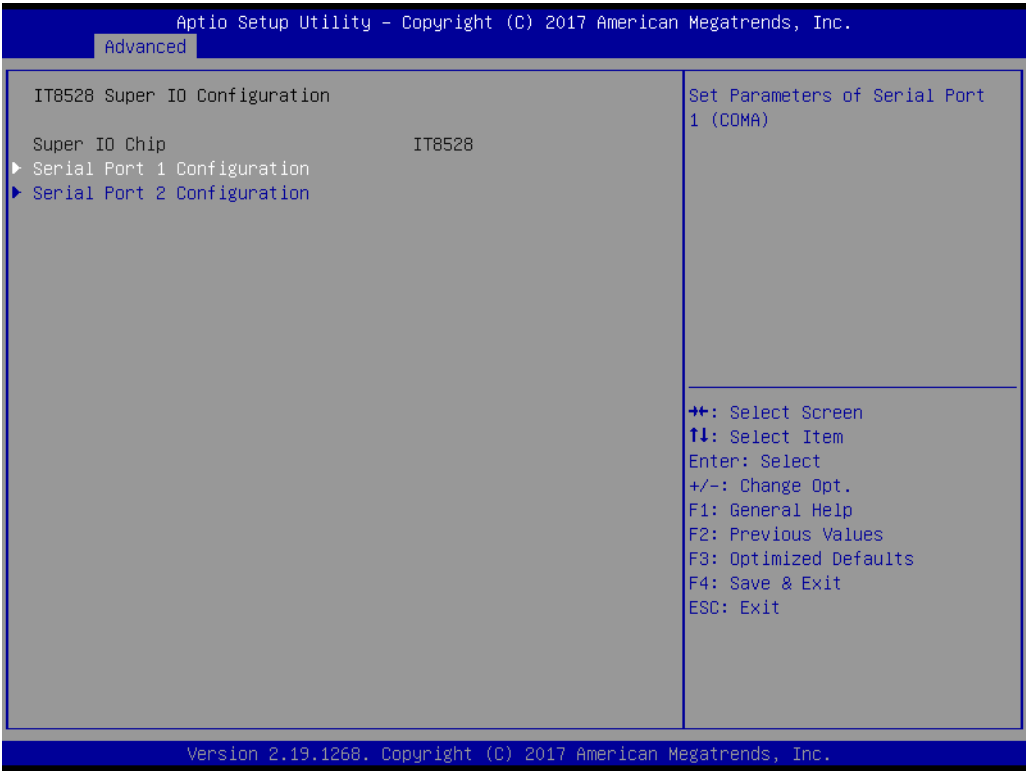 Aptio Setup Utility – Copyright (C) 2017 American Megatrends, Inc.
Advanced
IT8528 Super IO Configuration
Super IO Chip IT8528
Serial Port 1 Configuration
Serial Port 2 Configuration
Set Parameters of Serial Port
1 (COMA)
→←: Select Screen
↑↓: Select Item
Enter: Select
+/-: Change Opt.
F1: General Help
F2: Previous Values
F3: Optimized Defaults
F4: Save & Exit
ESC: Exit
Version 2.19.1268. Copyright (C) 2017 American Megatrends, Inc.